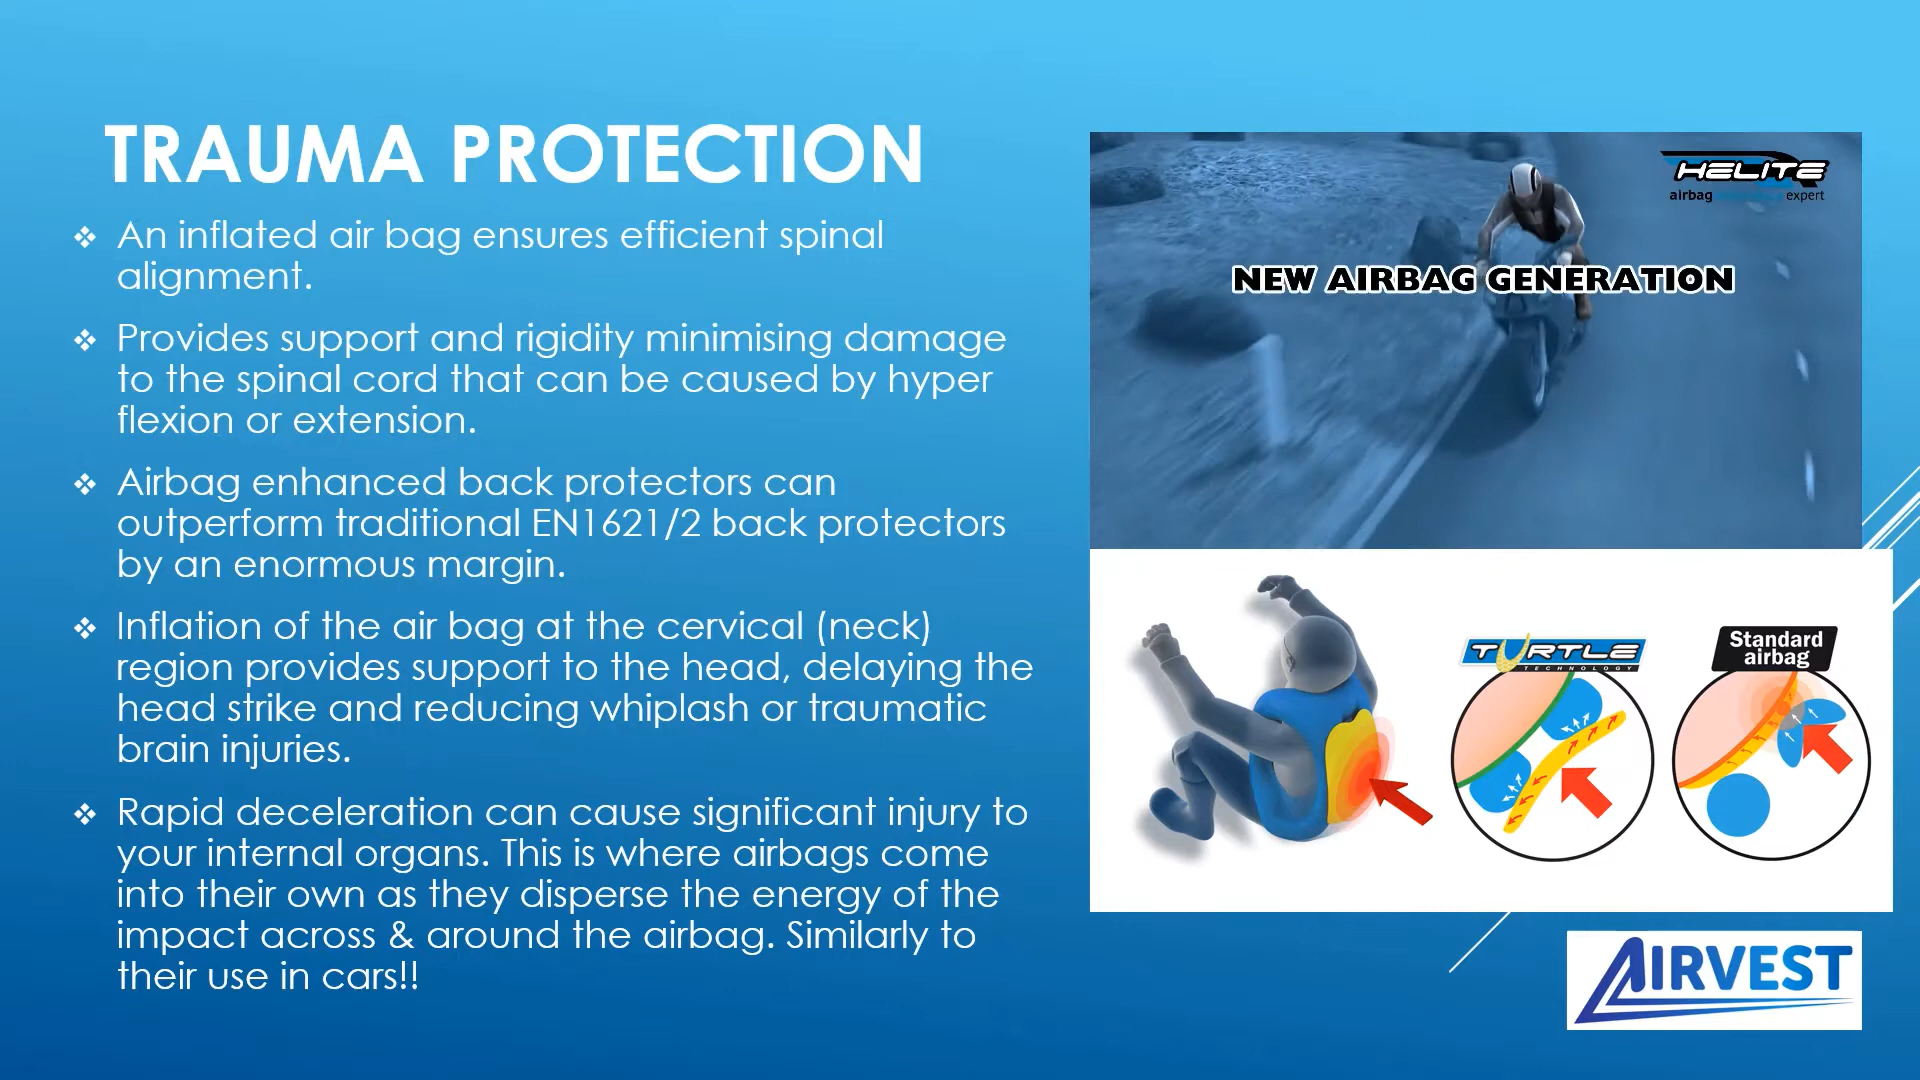 TRAUMA PROTECTION
❖ An inflated air bag ensures efficient spinal
alignment.
❖ Provides support and rigidity minimising damage
to the spinal cord that can be caused by hyper
flexion or extension.
❖ Airbag enhanced back protectors can
outperform traditional EN1621/2 back protectors
by an enormous margin.
❖ Inflation of the air bag at the cervical (neck)
region provides support to the head, delaying the
head strike and reducing whiplash or traumatic
brain injuries.
❖ Rapid deceleration can cause significant injury to
your internal organs. This is where airbags come
into their own as they disperse the energy of the
impact across & around the airbag. Similarly to
their use in cars!!
HELITE
airbag expert
NEW AIRBAG GENERATION
TURTLE
TECHNOLOGY
Standard
airbag
AIRVEST